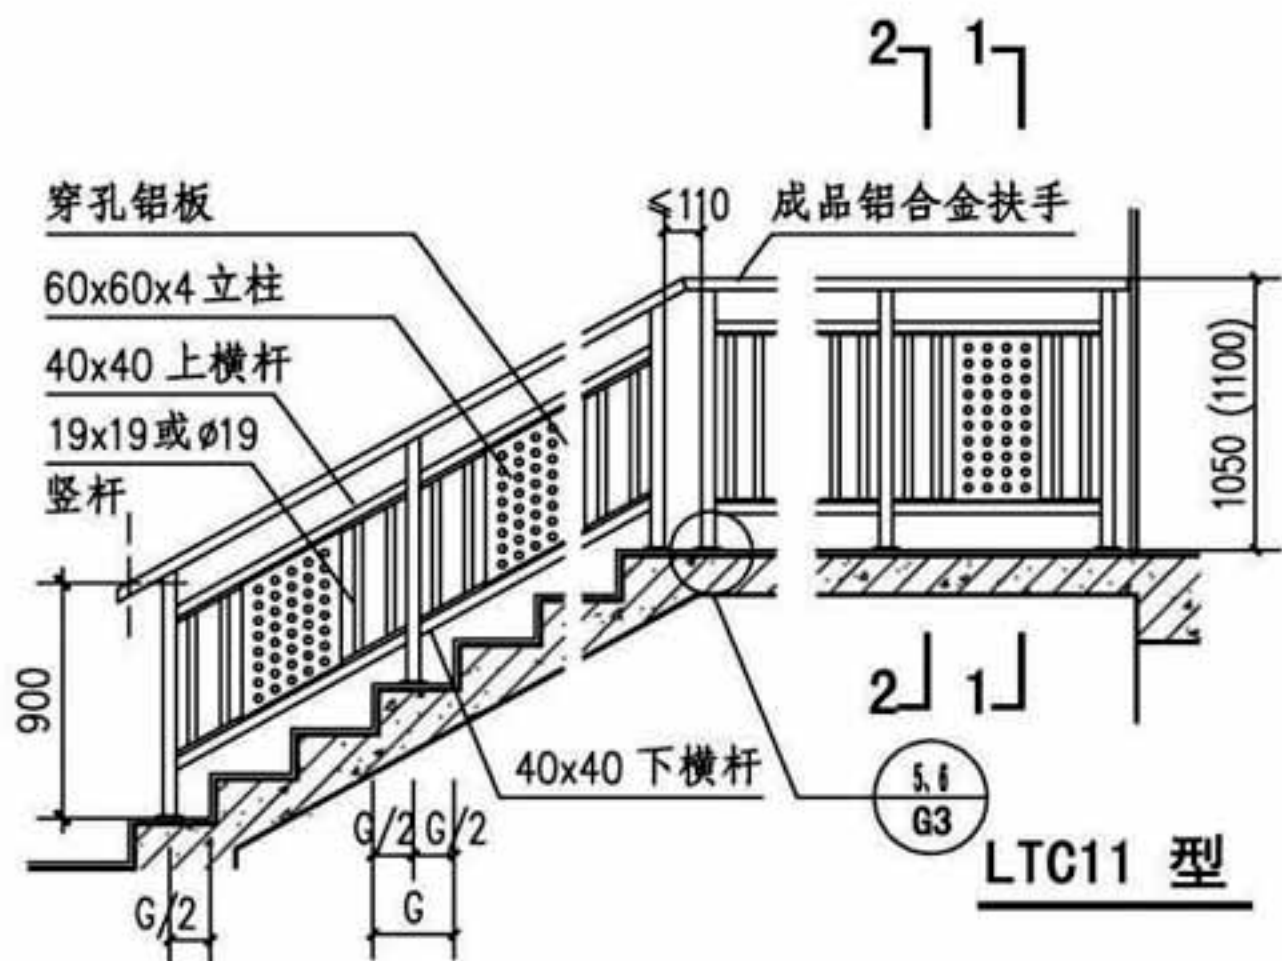 2 1
穿孔铝板
≤110
成品铝合金扶手
60x60x4 立柱
40x40 上横杆
19x19或ø19
竖杆
1050 (1100)
900
2 1
40x40 下横杆
5、6
G3
G/2 G/2
G
G/2
LTC11 型